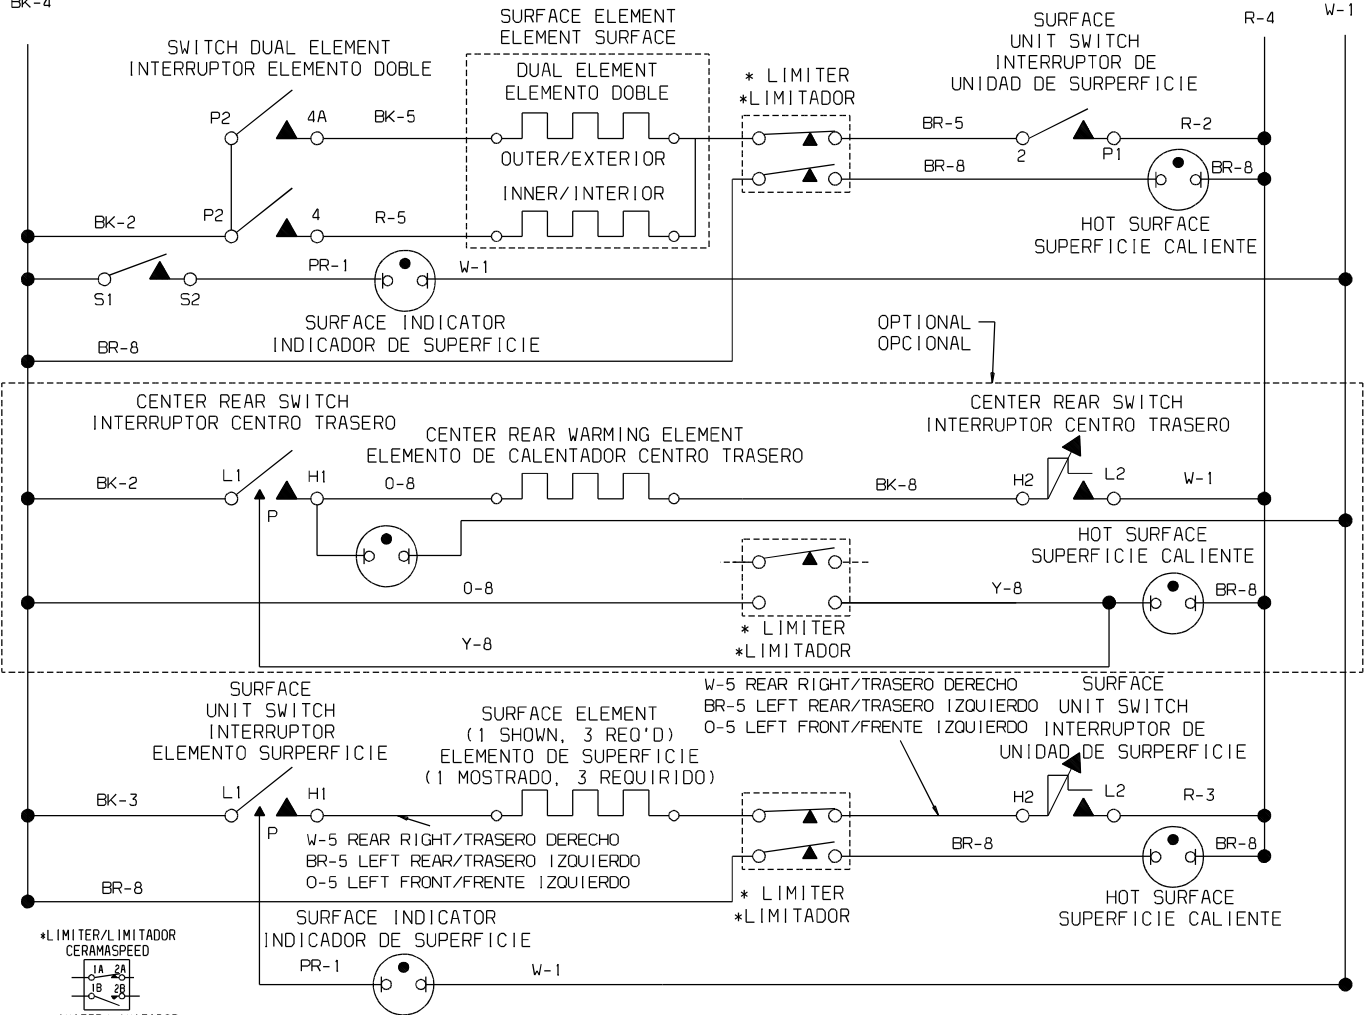 BK-4
R-4
W-1
SURFACE ELEMENT
ELEMENT SURFACE
SWITCH DUAL ELEMENT
INTERRUPTOR ELEMENTO DOBLE
DUAL ELEMENT
ELEMENTO DOBLE
* LIMITER
*LIMITADOR
SURFACE
UNIT SWITCH
INTERRUPTOR DE
UNIDAD DE SURPERFICIE
P2
4A
BK-5
OUTER/EXTERIOR
BR-5
2
P1
R-2
BR-8
BR-8
INNER/INTERIOR
BK-2
P2
4
R-5
HOT SURFACE
SUPERFICIE CALIENTE
S1
S2
PR-1
W-1
SURFACE INDICATOR
INDICADOR DE SUPERFICIE
BR-8
OPTIONAL
OPCIONAL
CENTER REAR SWITCH
INTERRUPTOR CENTRO TRASERO
CENTER REAR WARMING ELEMENT
ELEMENTO DE CALENTADOR CENTRO TRASERO
CENTER REAR SWITCH
INTERRUPTOR CENTRO TRASERO
BK-2
L1
P
H1
O-8
BK-8
H2
L2
W-1
HOT SURFACE
SUPERFICIE CALIENTE
O-8
Y-8
BR-8
* LIMITER
*LIMITADOR
Y-8
SURFACE
UNIT SWITCH
INTERRUPTOR
ELEMENTO SURPERFICIE
SURFACE ELEMENT
(1 SHOWN, 3 REQ'D)
ELEMENTO DE SUPERFICIE
(1 MOSTRADO, 3 REQUIRIDO)
W-5 REAR RIGHT/TRASERO DERECHO
BR-5 LEFT REAR/TRASERO IZQUIERDO
O-5 LEFT FRONT/FRENTE IZQUIERDO
SURFACE
UNIT SWITCH
INTERRUPTOR DE
UNIDAD DE SURPERFICIE
BK-3
L1
P
H1
H2
L2
R-3
W-5 REAR RIGHT/TRASERO DERECHO
BR-5 LEFT REAR/TRASERO IZQUIERDO
O-5 LEFT FRONT/FRENTE IZQUIERDO
BR-8
BR-8
BR-8
* LIMITER
*LIMITADOR
HOT SURFACE
SUPERFICIE CALIENTE
SURFACE INDICATOR
INDICADOR DE SUPERFICIE
PR-1
W-1
*LIMITER/LIMITADOR
CERAMASPEED
1A 2A
1B 2B